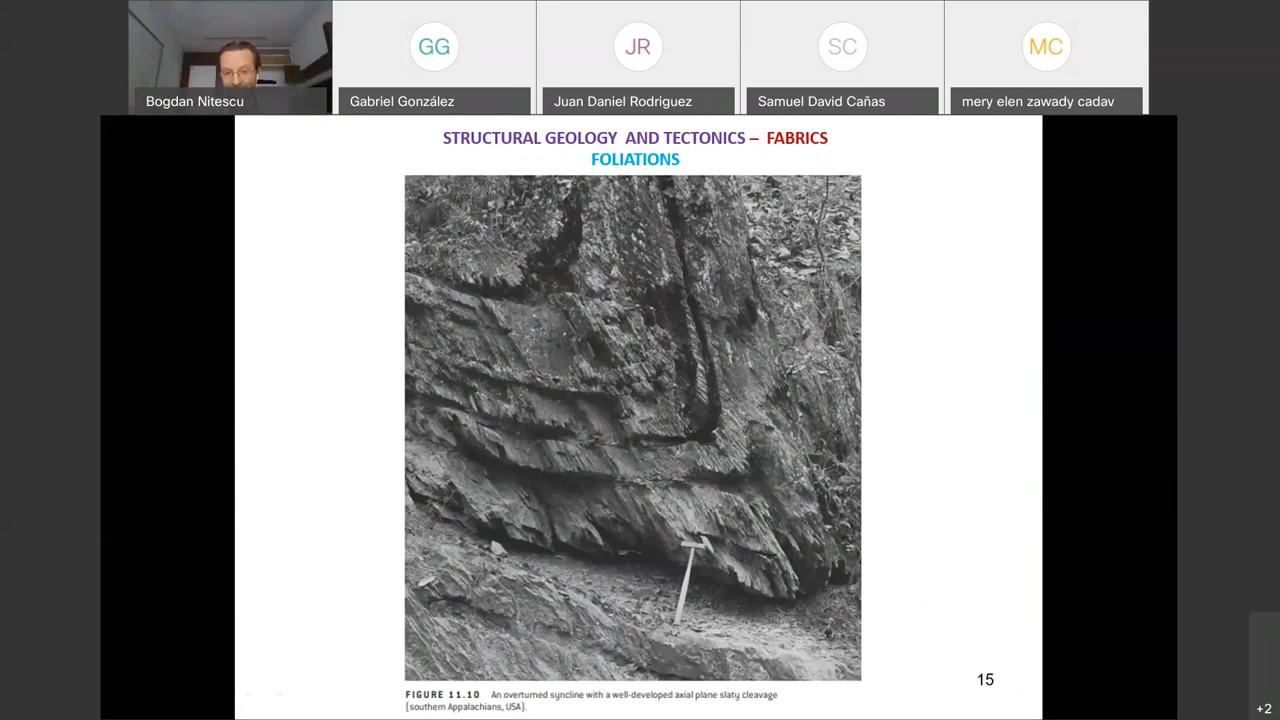 GG
JR
SC
MC
Bogdan Nitescu
Gabriel González
Juan Daniel Rodriguez
Samuel David Cañas
mery elen zawady cadav
STRUCTURAL GEOLOGY AND TECTONICS – FABRICS
FOLIATIONS
15
FIGURE 11.10 An overturned syncline with a well-developed axial plane slaty cleavage
(southern Appalachians, USA).
+2